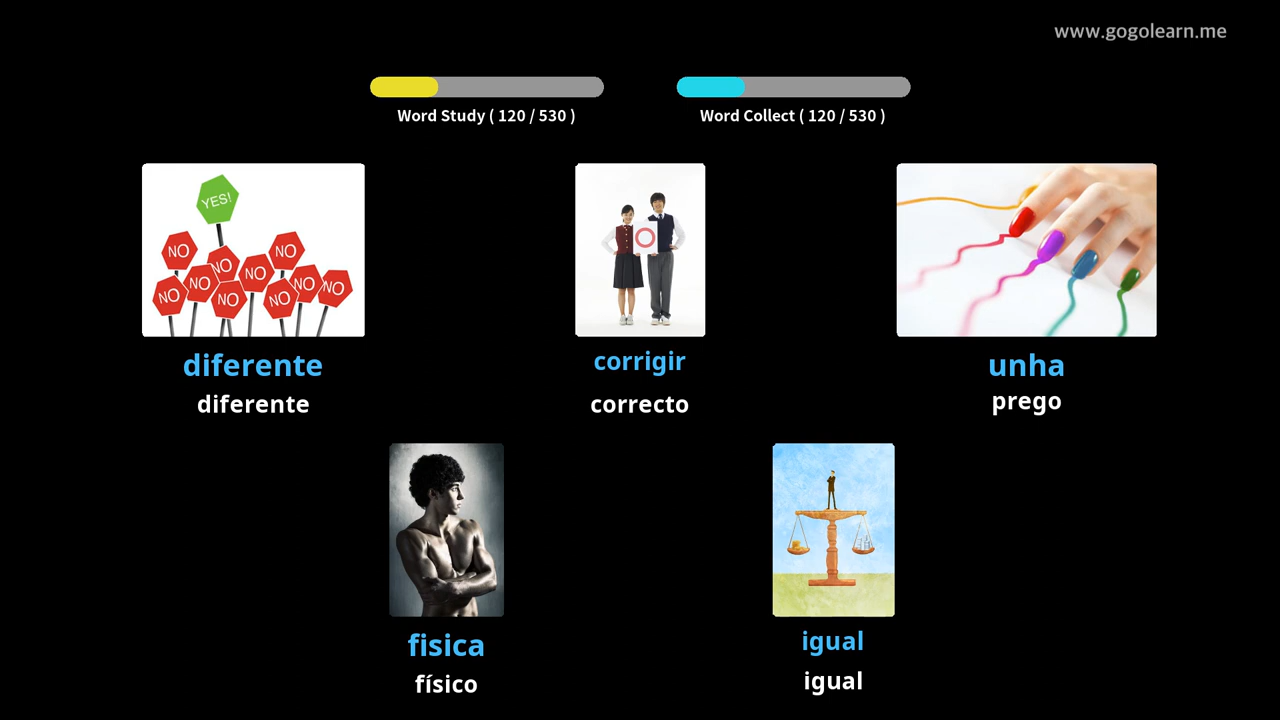 www.gogolearn.me
Word Study ( 120 / 530 )
Word Collect ( 120 / 530 )
YES!
NO
NO
NO
NO
NO
NO
NO
NO
NO
NO
diferente
diferente
corrigir
correcto
unha
prego
fisica
físico
igual
igual